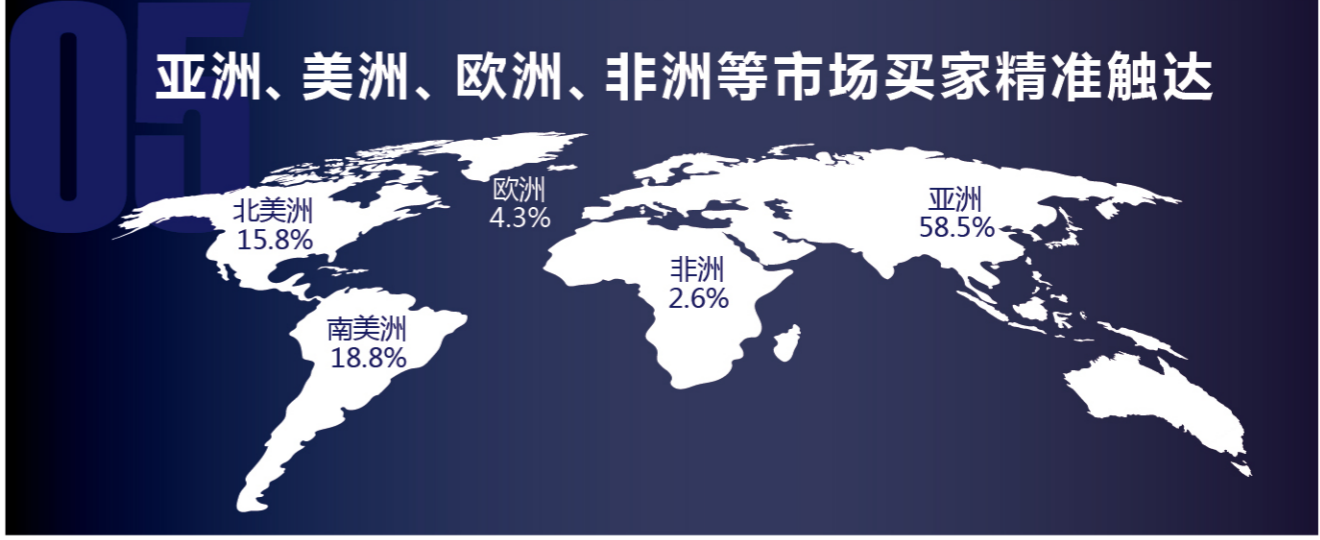 05
亚洲、美洲、欧洲、非洲等市场买家精准触达
欧洲
4.3%
北美洲
15.8%
亚洲
58.5%
非洲
2.6%
南美洲
18.8%